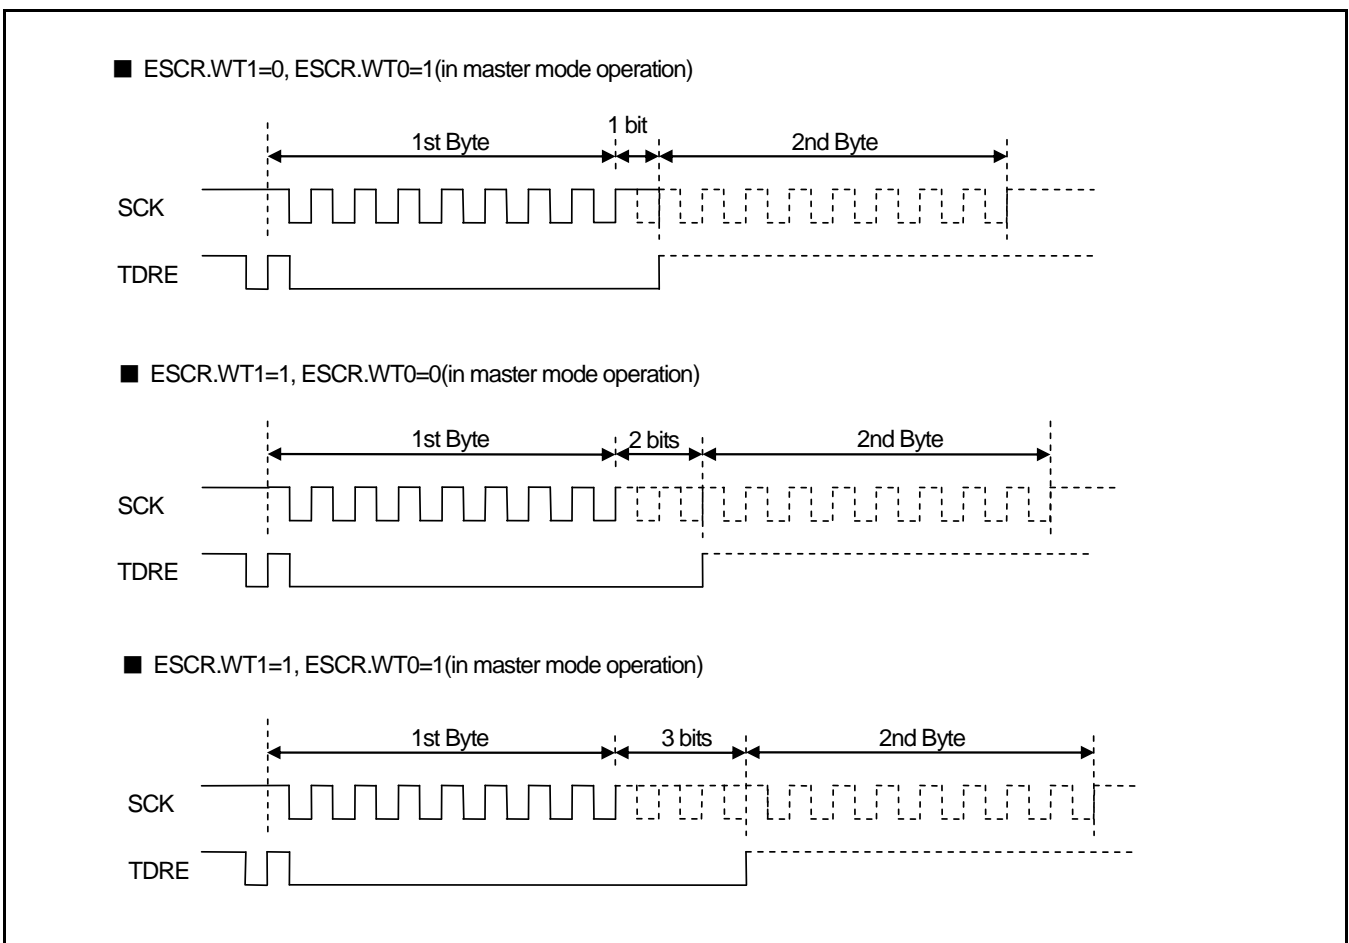 ■ ESCR.WT1=0, ESCR.WT0=1(in master mode operation)
1 bit
1st Byte
2nd Byte
SCK
TDRE
■ ESCR.WT1=1, ESCR.WT0=0(in master mode operation)
1st Byte
2 bits
2nd Byte
SCK
TDRE
■ ESCR.WT1=1, ESCR.WT0=1(in master mode operation)
1st Byte
3 bits
2nd Byte
SCK
TDRE